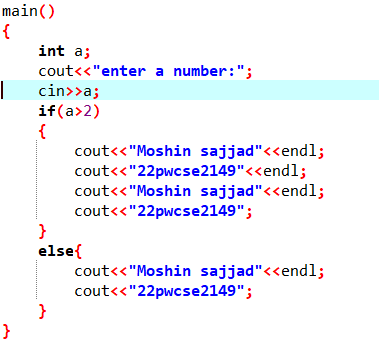 main()
{
int a;
cout<<"enter a number:";
cin>>a;
if(a>2)
{
cout<<"Moshin sajjad"<<endl;
cout<<"22pwcse2149"<<endl;
cout<<"Moshin sajjad"<<endl;
cout<<"22pwcse2149";
}
else{
cout<<"Moshin sajjad"<<endl;
cout<<"22pwcse2149";
}
}